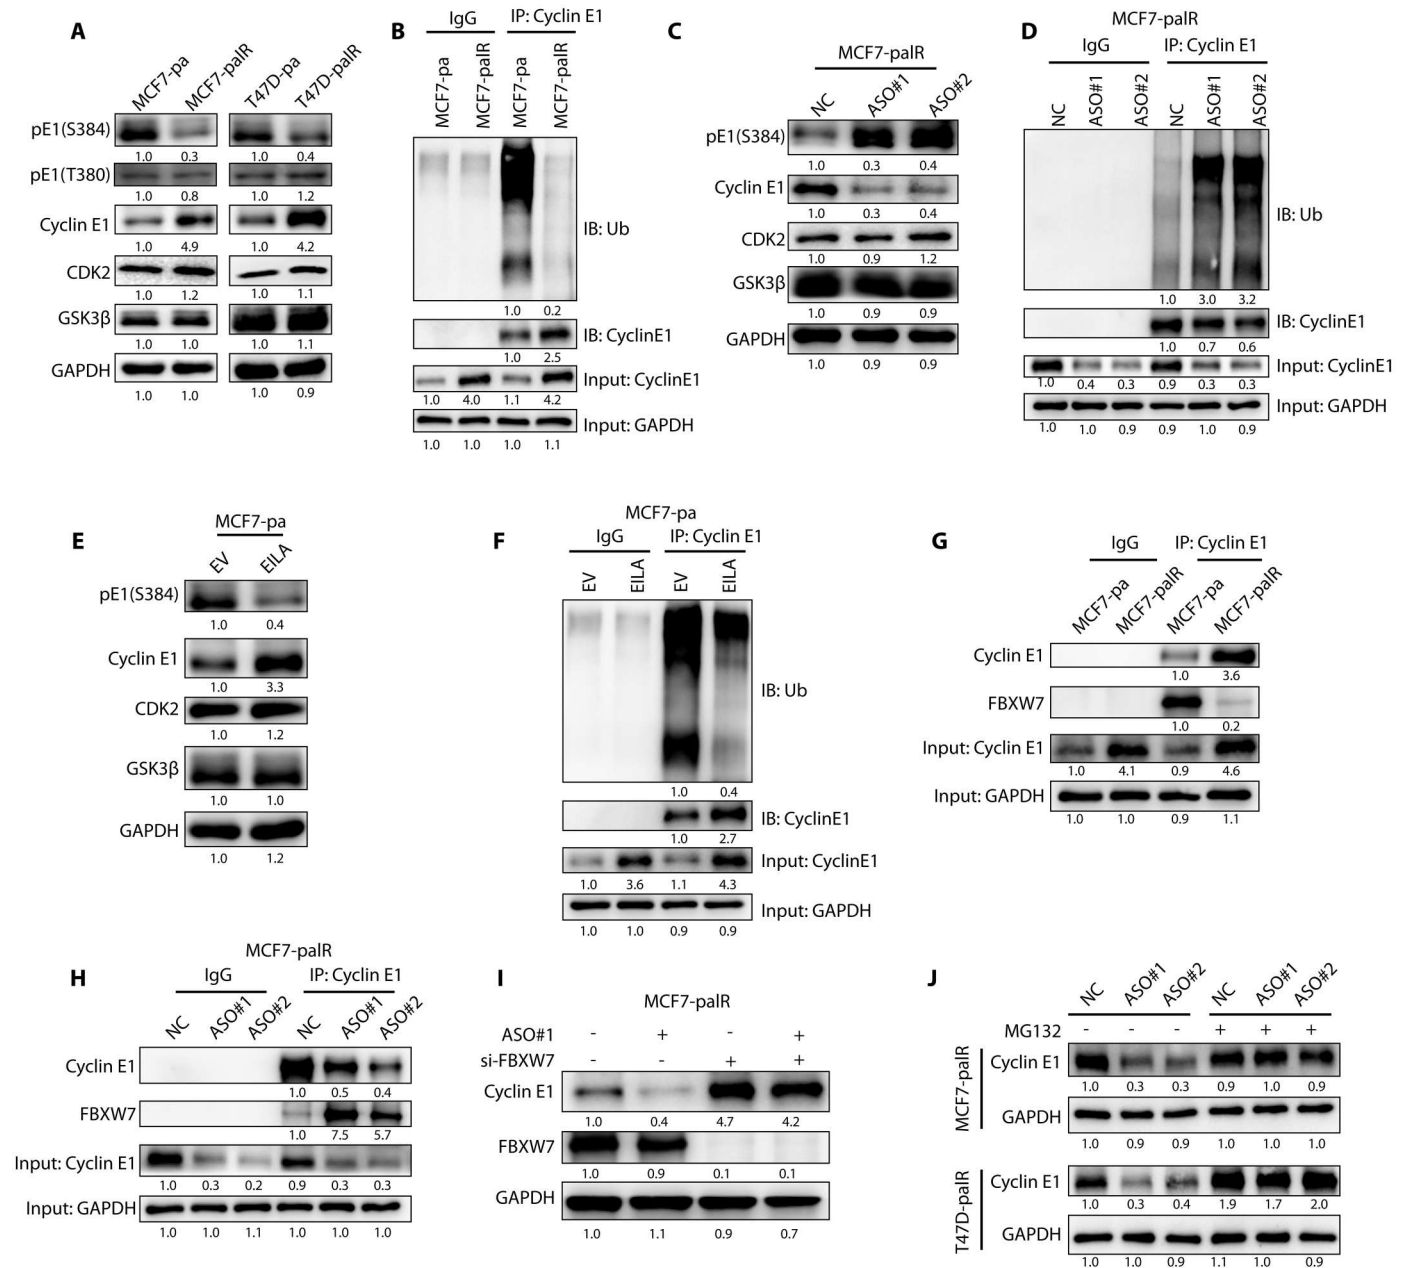 A
MCF7-pa
MCF7-palR
T47D-pa
T47D-palR
pE1(S384)
1.0 0.3 1.0 0.4
pE1(T380)
1.0 0.8 1.0 1.2
Cyclin E1
1.0 4.9 1.0 4.2
CDK2
1.0 1.2 1.0 1.1
GSK3β
1.0 1.0 1.0 1.1
GAPDH
1.0 1.0 1.0 0.9
B
IgG IP: Cyclin E1
MCF7-pa
MCF7-palR
MCF7-pa
MCF7-palR
IB: Ub
1.0 0.2
IB: CyclinE1
1.0 2.5
Input: CyclinE1
1.0 4.0 1.1 4.2
Input: GAPDH
1.0 1.0 1.0 1.1
C
MCF7-palR
NC
ASO#1
ASO#2
pE1(S384)
1.0 0.3 0.4
Cyclin E1
1.0 0.3 0.4
CDK2
1.0 0.9 1.2
GSK3β
1.0 0.9 0.9
GAPDH
1.0 0.9 0.9
D
MCF7-palR
IgG IP: Cyclin E1
NC
ASO#1
ASO#2
NC
ASO#1
ASO#2
IB: Ub
1.0 3.0 3.2
IB: CyclinE1
1.0 0.7 0.6
Input: CyclinE1
1.0 0.4 0.3 0.9 0.3 0.3
Input: GAPDH
1.0 1.0 0.9 0.9 1.0 0.9
E
MCF7-pa
EV
EILA
pE1(S384)
1.0 0.4
Cyclin E1
1.0 3.3
CDK2
1.0 1.2
GSK3β
1.0 1.0
GAPDH
1.0 1.2
F
MCF7-pa
IgG IP: Cyclin E1
EV
EILA
EV
EILA
IB: Ub
1.0 0.4
IB: CyclinE1
1.0 2.7
Input: CyclinE1
1.0 3.6 1.1 4.3
Input: GAPDH
1.0 1.0 0.9 0.9
G
IgG IP: Cyclin E1
MCF7-pa
MCF7-palR
MCF7-pa
MCF7-palR
Cyclin E1
1.0 3.6
FBXW7
1.0 0.2
Input: Cyclin E1
1.0 4.1 0.9 4.6
Input: GAPDH
1.0 1.0 0.9 1.1
H
MCF7-palR
IgG IP: Cyclin E1
NC
ASO#1
ASO#2
NC
ASO#1
ASO#2
Cyclin E1
1.0 0.5 0.4
FBXW7
1.0 7.5 5.7
Input: Cyclin E1
1.0 0.3 0.2 0.9 0.3 0.3
Input: GAPDH
1.0 1.0 1.1 1.0 1.0 1.0
I
MCF7-palR
ASO#1 - + - +
si-FBXW7 - - + +
Cyclin E1
1.0 0.4 4.7 4.2
FBXW7
1.0 0.9 0.1 0.1
GAPDH
1.0 1.1 0.9 0.7
J
NC
ASO#1
ASO#2
NC
ASO#1
ASO#2
MG132 - - - + + +
MCF7-palR
Cyclin E1
1.0 0.3 0.3 0.9 1.0 0.9
GAPDH
1.0 0.9 0.9 1.0 1.0 1.0
T47D-palR
Cyclin E1
1.0 0.3 0.4 1.9 1.7 2.0
GAPDH
1.0 1.0 0.9 1.1 1.0 0.9